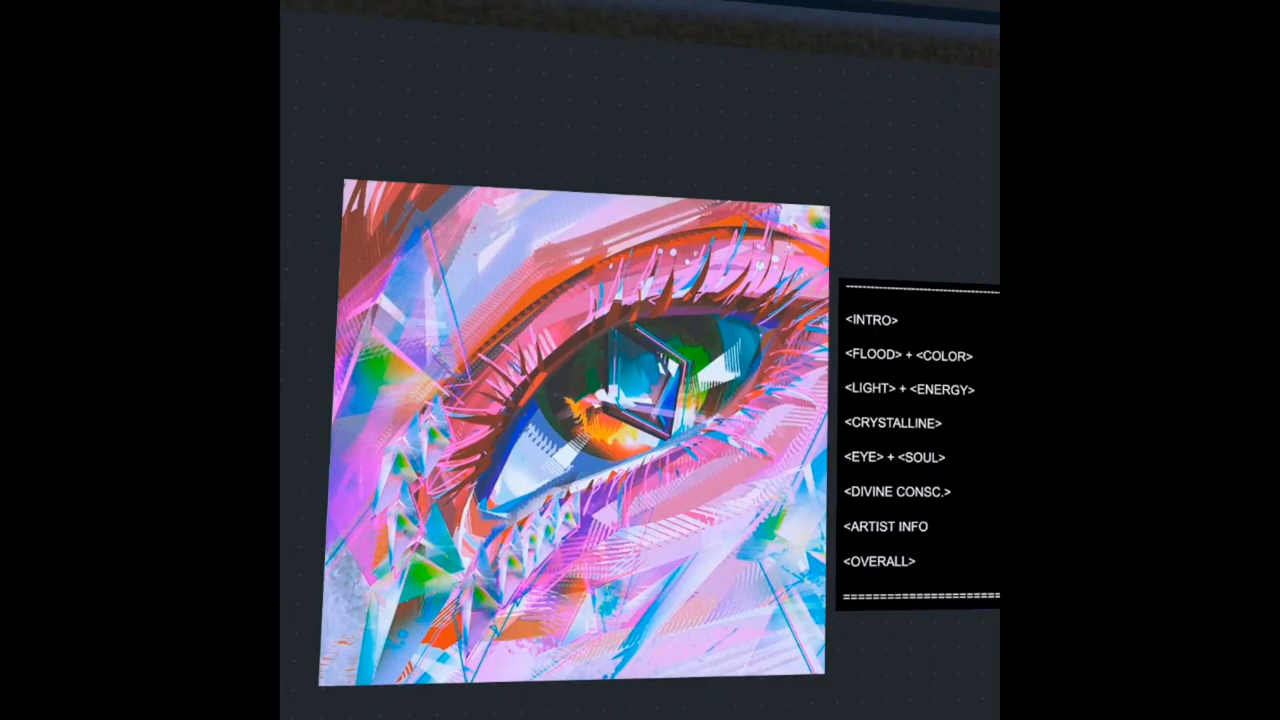 <INTRO>
<FLOOD> + <COLOR>
<LIGHT> + <ENERGY>
<CRYSTALLINE>
<EYE> + <SOUL>
<DIVINE CONSC.>
<ARTIST INFO
<OVERALL>